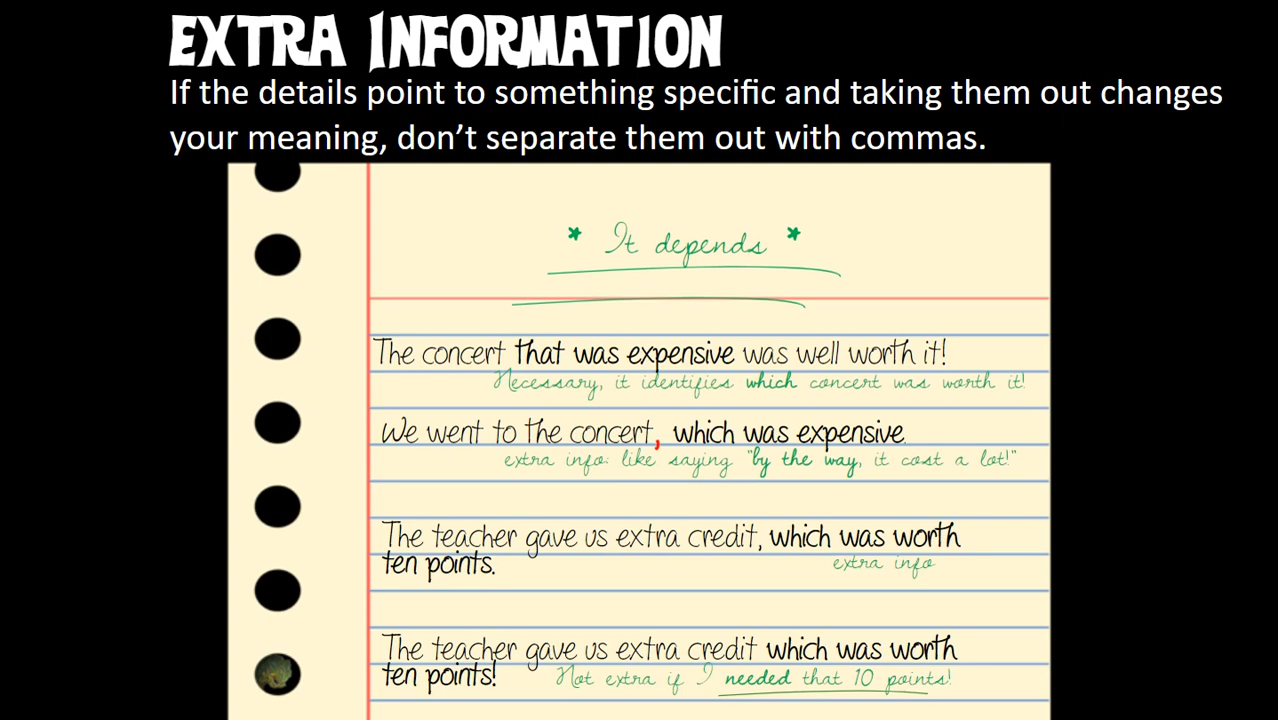 EXTRA INFORMATION
If the details point to something specific and taking them out changes
your meaning, don't separate them out with commas.
* It depends *
The concert that was expensive was well worth it!
Necessary, it identifies which concert was worth it!
We went to the concert, which was expensive.
extra info: like saying "by the way, it cost a lot!"
The teacher gave us extra credit, which was worth
ten points.
extra info
The teacher gave us extra credit which was worth
ten points!
Not extra if I needed that 10 points!